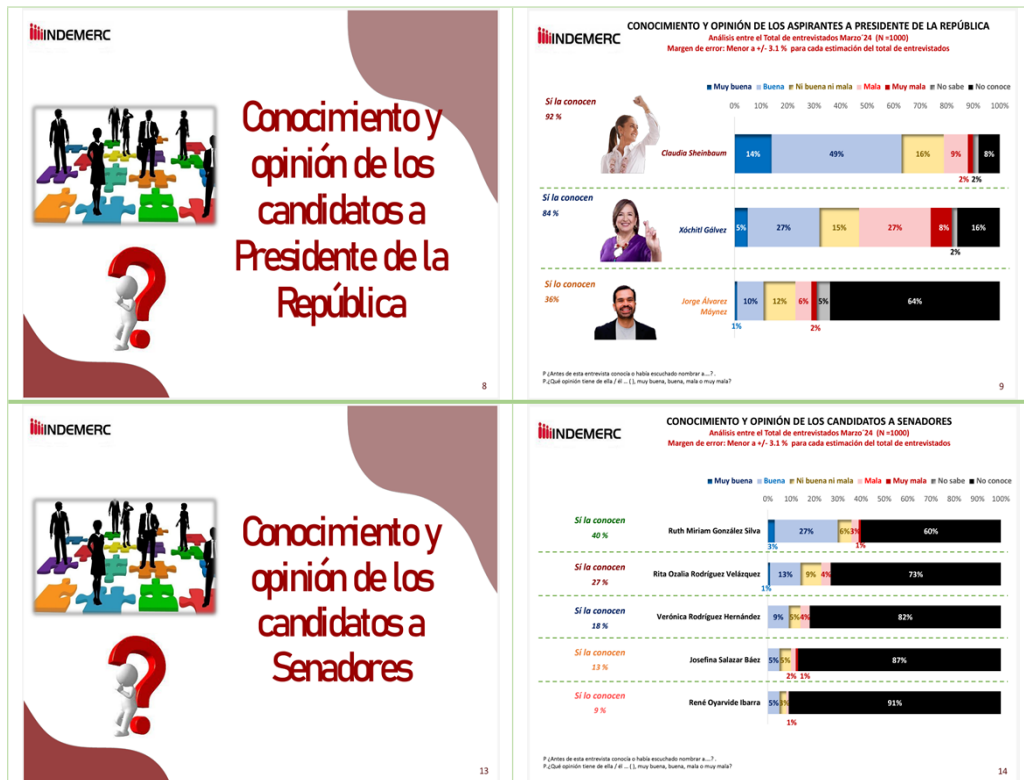 INDEMERC
Conocimiento y
opinión de los
candidatos a
Presidente de la
República
8
INDEMERC
CONOCIMIENTO Y OPINIÓN DE LOS ASPIRANTES A PRESIDENTE DE LA REPÚBLICA
Análisis entre el Total de entrevistados Marzo´24 (N =1000)
Margen de error: Menor a +/- 3.1 % para cada estimación del total de entrevistados
Muy buena Buena Ni buena ni mala Mala Muy mala No sabe No conoce
0% 10% 20% 30% 40% 50% 60% 70% 80% 90% 100%
Sí la conocen
92 %
Claudia Sheinbaum
14% 49% 16% 9% 8%
2% 2%
Sí la conocen
84 %
Xóchitl Gálvez
5% 27% 15% 27% 8% 16%
2%
Sí lo conocen
36%
Jorge Álvarez
Máynez
10% 12% 6% 5% 64%
1% 2%
P ¿Antes de esta entrevista conocía o había escuchado nombrar a....? .
P.¿Qué opinión tiene de ella / él ... ( ), muy buena, buena, mala o muy mala?
9
INDEMERC
Conocimiento y
opinión de los
candidatos a
Senadores
13
INDEMERC
CONOCIMIENTO Y OPINIÓN DE LOS CANDIDATOS A SENADORES
Análisis entre el Total de entrevistados Marzo´24 (N =1000)
Margen de error: Menor a +/- 3.1 % para cada estimación del total de entrevistados
Muy buena Buena Ni buena ni mala Mala Muy mala No sabe No conoce
0% 10% 20% 30% 40% 50% 60% 70% 80% 90% 100%
Sí la conocen
40 %
Ruth Miriam González Silva
27% 6% 3% 60%
3% 1%
Sí la conocen
27 %
Rita Ozalia Rodríguez Velázquez
13% 9% 4% 73%
1%
Sí la conocen
18 %
Verónica Rodríguez Hernández
9% 5% 4% 82%
Sí la conocen
13 %
Josefina Salazar Báez
5% 5% 87%
2% 1%
Sí lo conocen
9 %
René Oyarvide Ibarra
5% 91%
1%
P ¿Antes de esta entrevista conocía o había escuchado nombrar a....? .
P.¿Qué opinión tiene de ella / él ... ( ), muy buena, buena, mala o muy mala?
14